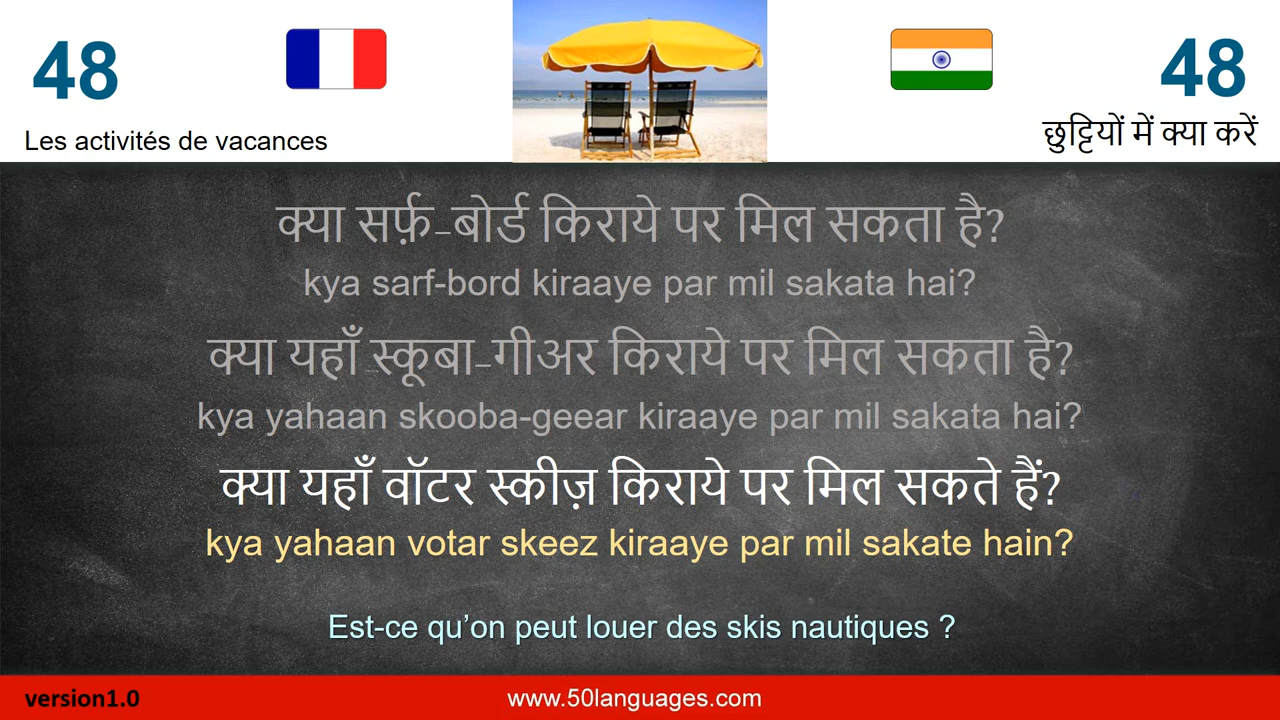 48
48
Les activités de vacances
छुट्टियों में क्या करें
क्या सर्फ़-बोर्ड किराये पर मिल सकता है?
kya sarf-bord kiraaye par mil sakata hai?
क्या यहाँ स्कूबा-गीअर किराये पर मिल सकता है?
kya yahaan skooba-geear kiraaye par mil sakata hai?
क्या यहाँ वॉटर स्कीज़ किराये पर मिल सकते हैं?
kya yahaan votar skeez kiraaye par mil sakate hain?
Est-ce qu’on peut louer des skis nautiques ?
version1.0
www.50languages.com